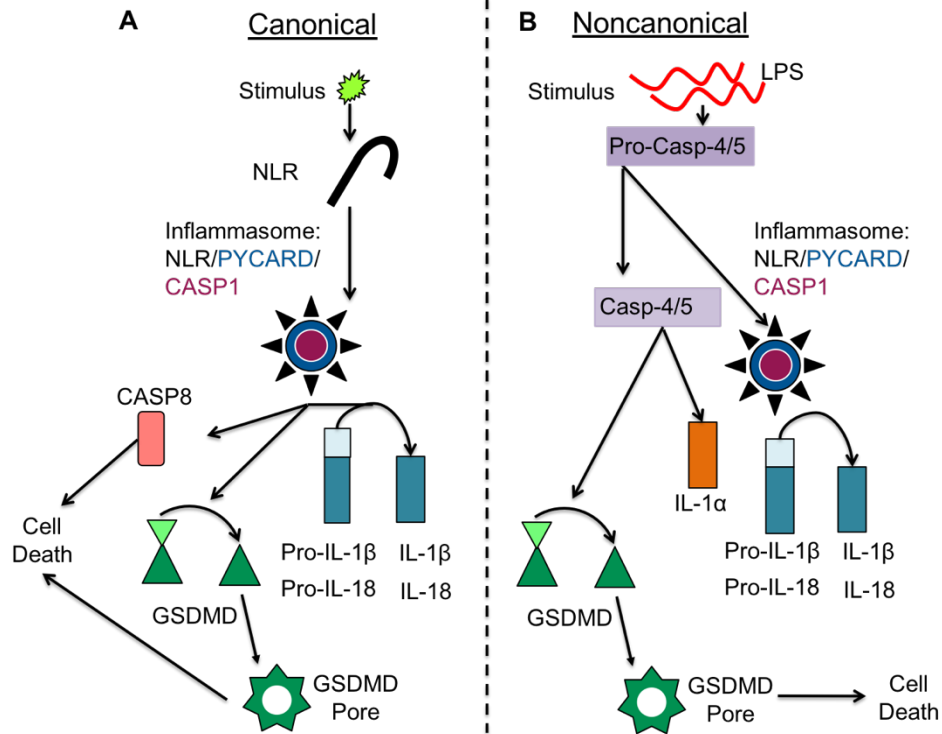 A
Canonical
Stimulus
NLR
Inflammasome:
NLR/PYCARD/
CASP1
CASP8
Cell
Death
Pro-IL-1β
IL-1β
Pro-IL-18
IL-18
GSDMD
GSDMD
Pore
B
Noncanonical
LPS
Stimulus
Pro-Casp-4/5
Inflammasome:
NLR/PYCARD/
CASP1
Casp-4/5
IL-1α
Pro-IL-1β
IL-1β
Pro-IL-18
IL-18
GSDMD
GSDMD
Pore
Cell
Death